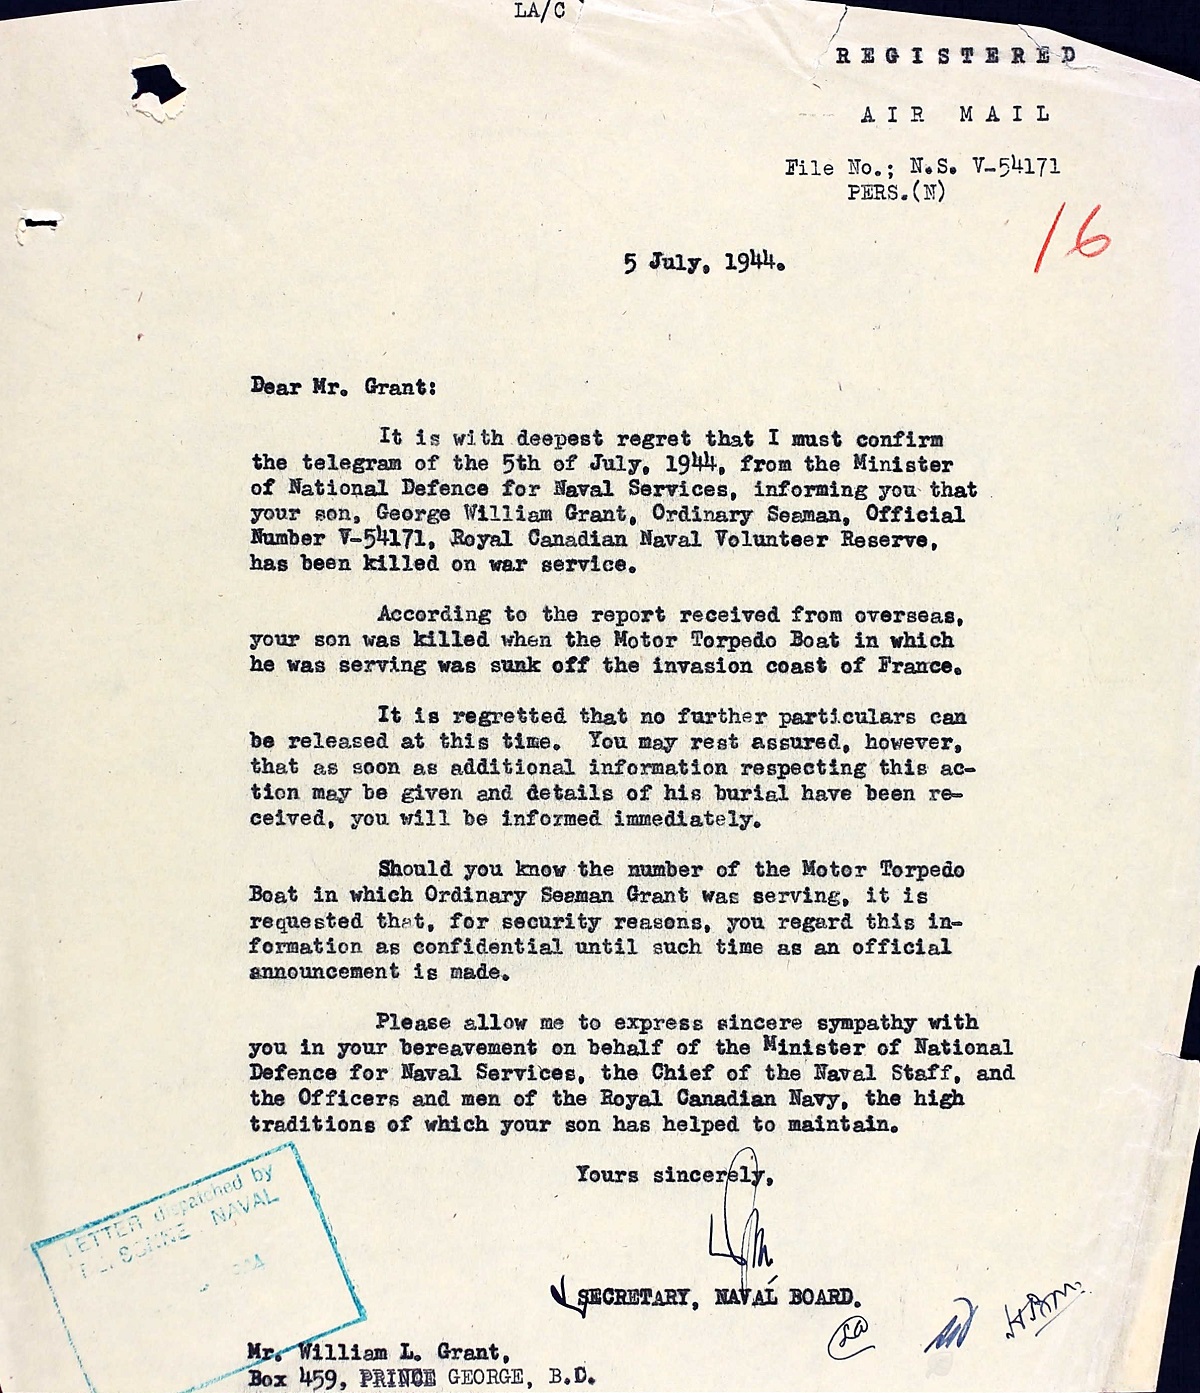 LA/C
REGISTERED
AIR MAIL
File No.; N.S. V-54171
PERS.(N)
16
5 July, 1944.
Dear Mr. Grant:
It is with deepest regret that I must confirm
the telegram of the 5th of July, 1944, from the Minister
of National Defence for Naval Services, informing you that
your son, George William Grant, Ordinary Seaman, Official
Number V-54171, Royal Canadian Naval Volunteer Reserve,
has been killed on war service.
According to the report received from overseas,
your son was killed when the Motor Torpedo Boat in which
he was serving was sunk off the invasion coast of France.
It is regretted that no further particulars can
be released at this time. You may rest assured, however,
that as soon as additional information respecting this ac-
tion may be given and details of his burial have been re-
ceived, you will be informed immediately.
Should you know the number of the Motor Torpedo
Boat in which Ordinary Seaman Grant was serving, it is
requested that, for security reasons, you regard this in-
formation as confidential until such time as an official
announcement is made.
Please allow me to express sincere sympathy with
you in your bereavement on behalf of the Minister of National
Defence for Naval Services, the Chief of the Naval Staff, and
the Officers and men of the Royal Canadian Navy, the high
traditions of which your son has helped to maintain.
Yours sincerely,
SECRETARY, NAVAL BOARD.
LETTER dispatched by
NAVAL
Mr. William L. Grant,
Box 459, PRINCE GEORGE, B.C.